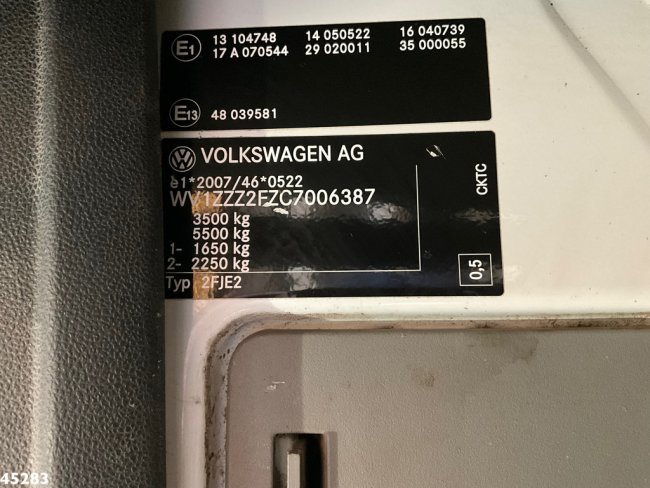 E1 13 104748 14 050522 16 040739
17 A 070544 29 020011 35 000055
E13 48 039581
VOLKSWAGEN AG
e1*2007/46*0522
WV1ZZZ2FZC7006387
3500 kg
5500 kg
1- 1650 kg
2- 2250 kg
Typ 2FJE2
CKTC
0,5
45283